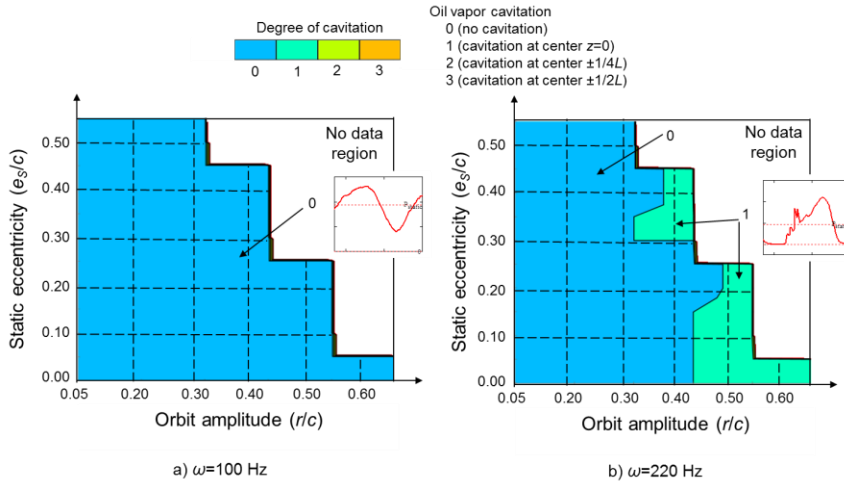 Degree of cavitation
0 1 2 3
Oil vapor cavitation
0 (no cavitation)
1 (cavitation at center z=0)
2 (cavitation at center ±1/4L)
3 (cavitation at center ±1/2L)
Static eccentricity (e_S/c)
0.50
0.40
0.30
0.20
0.10
0.00
0.05 0.20 0.30 0.40 0.50 0.60
Orbit amplitude (r/c)
No data
region
0
a) ω=100 Hz
Static eccentricity (e_S/c)
0.50
0.40
0.30
0.20
0.10
0.00
0.05 0.20 0.30 0.40 0.50 0.60
Orbit amplitude (r/c)
No data
region
0
1
b) ω=220 Hz